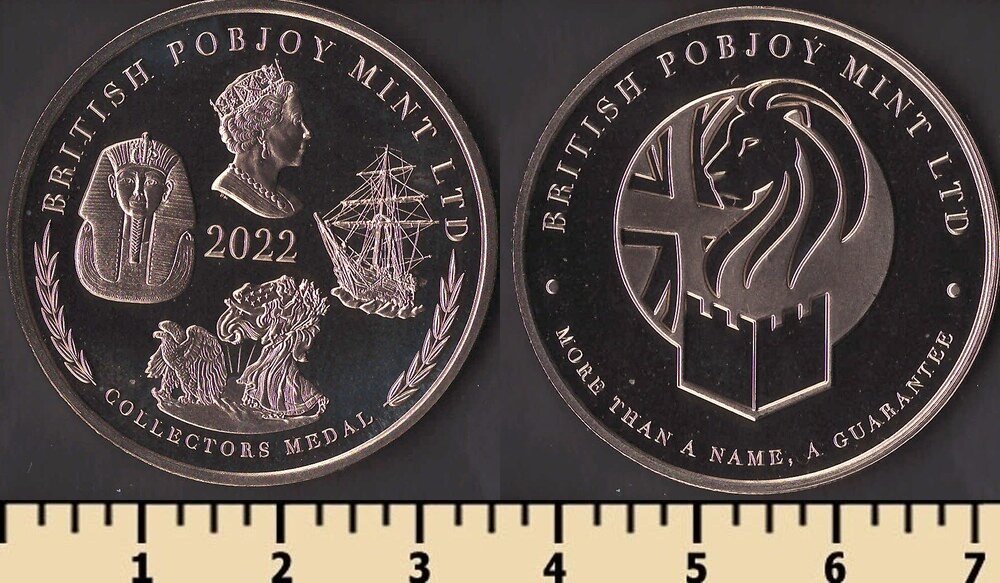 BRITISH POBJOY MINT LTD
2022
COLLECTORS MEDAL
BRITISH POBJOY MINT LTD
MORE THAN A NAME, A GUARANTEE
1 2 3 4 5 6 7